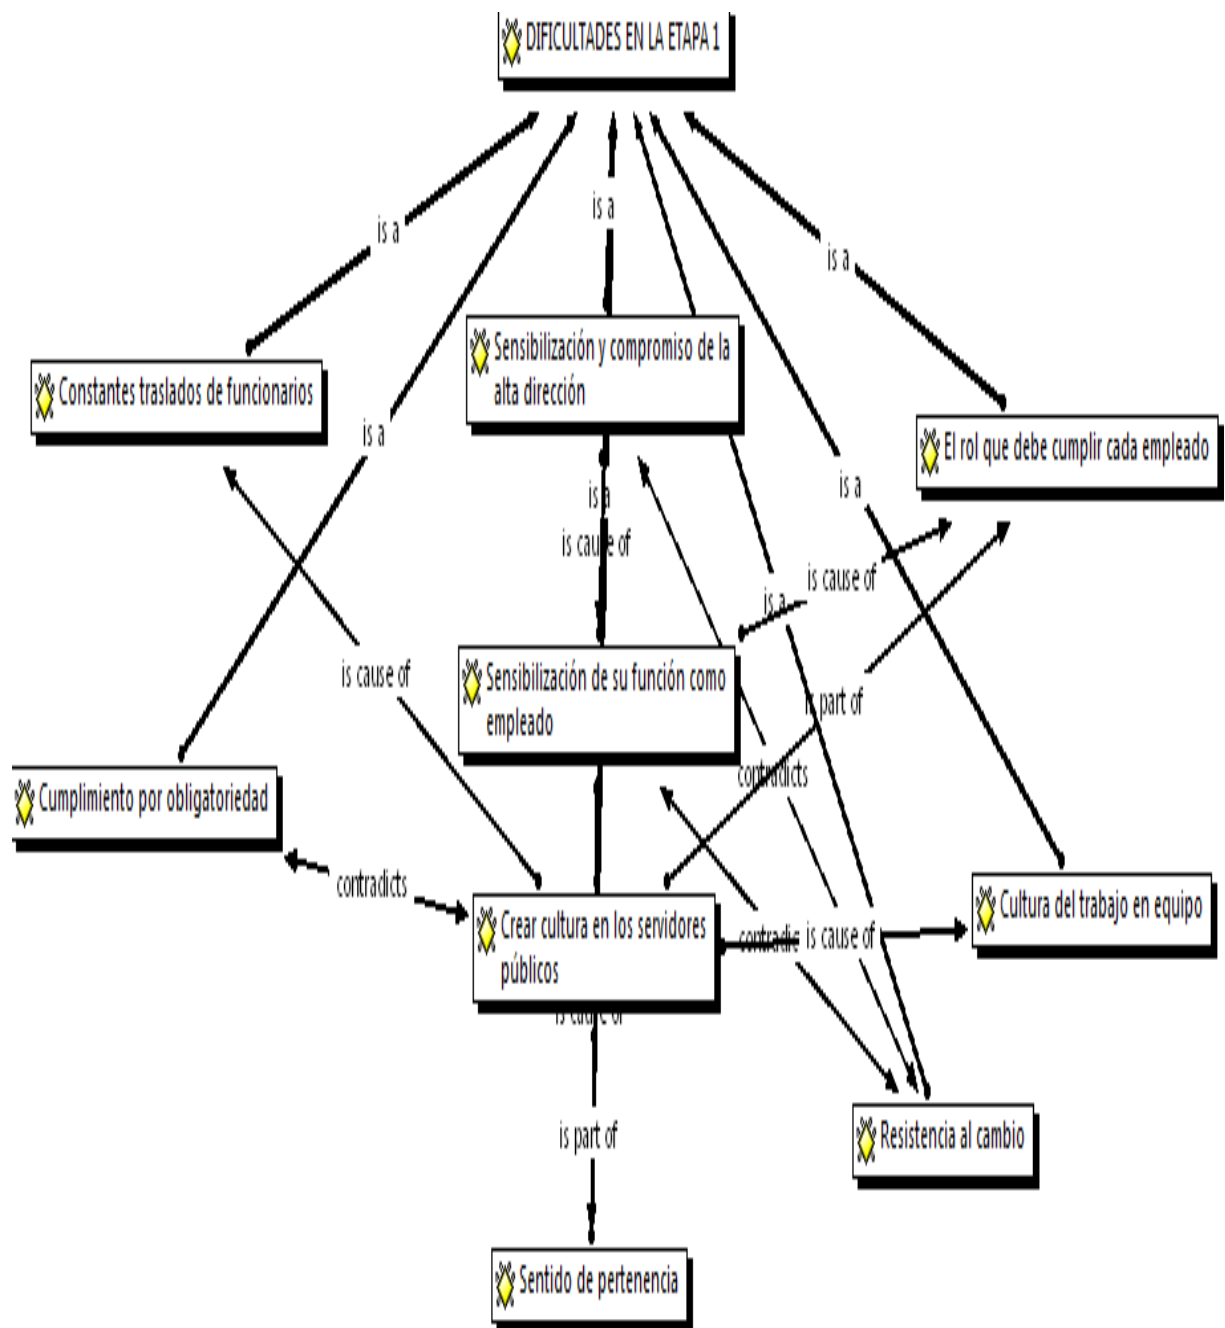 DIFICULTADES EN LA ETAPA 1
is a
is a
is a
Sensibilización y compromiso de la
alta dirección
Constantes traslados de funcionarios
is a
El rol que debe cumplir cada empleado
is a
is a
is cause of
is cause of
is a
is cause of
Sensibilización de su función como
empleado
is part of
contradicts
Cumplimiento por obligatoriedad
contradicts
Crear cultura en los servidores
públicos
is cause of
Cultura del trabajo en equipo
is cause of
is part of
Resistencia al cambio
Sentido de pertenencia